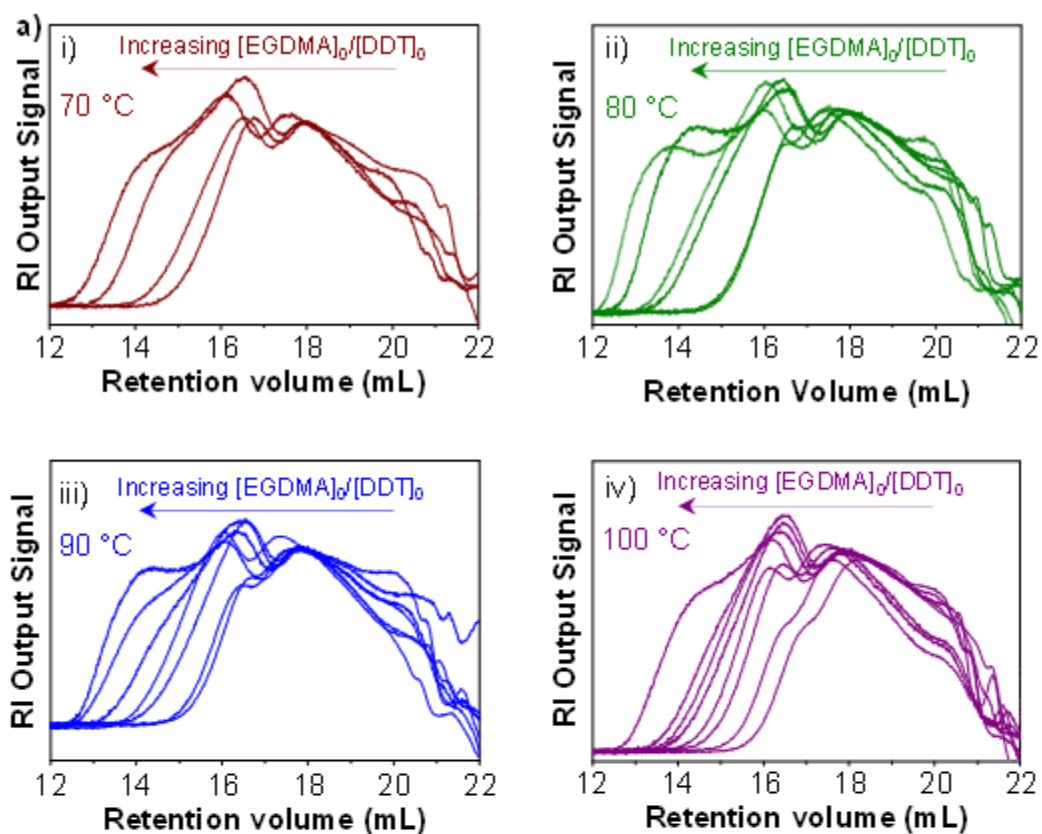 a)
i)
Increasing [EGDMA]₀/[DDT]₀
70 °C
RI Output Signal
12 14 16 18 20 22
Retention volume (mL)
ii)
Increasing [EGDMA]₀/[DDT]₀
80 °C
RI Output Signal
12 14 16 18 20 22
Retention Volume (mL)
iii)
Increasing [EGDMA]₀/[DDT]₀
90 °C
RI Output Signal
12 14 16 18 20 22
Retention volume (mL)
iv)
Increasing [EGDMA]₀/[DDT]₀
100 °C
RI Output Signal
12 14 16 18 20 22
Retention volume (mL)